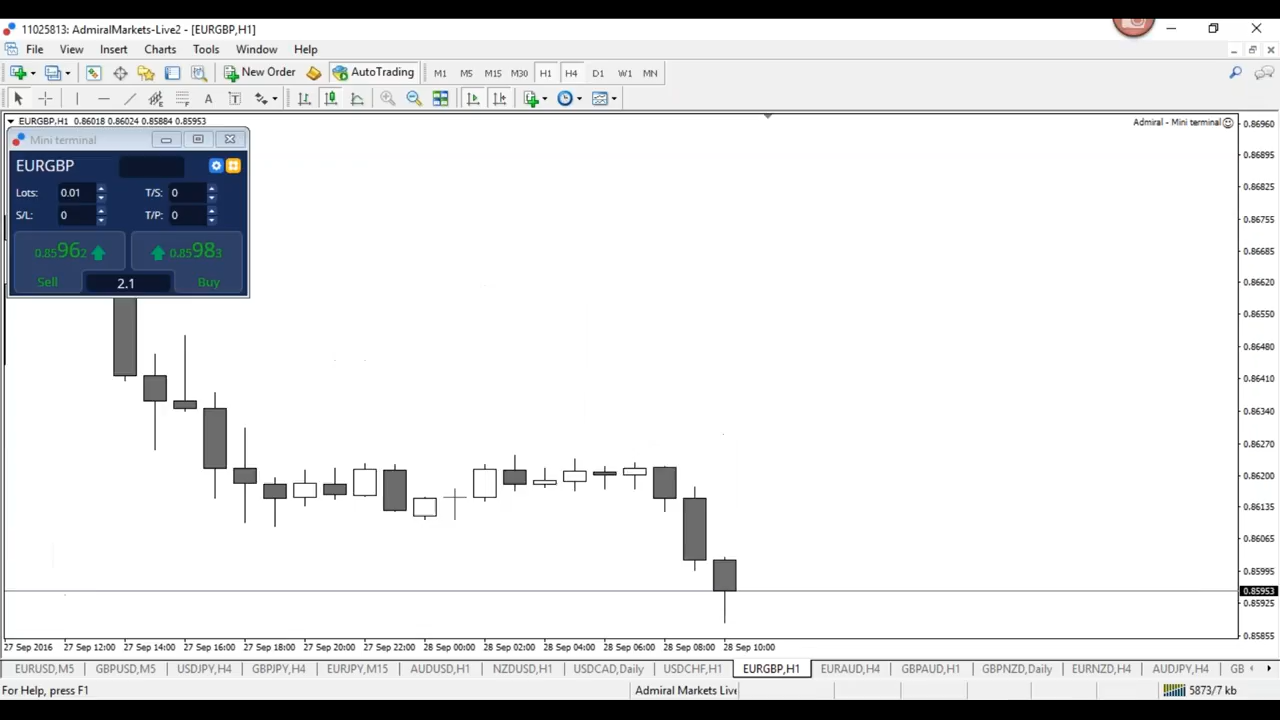 11025813: AdmiralMarkets-Live2 - [EURGBP,H1]
File View Insert Charts Tools Window Help
New Order AutoTrading M1 M5 M15 M30 H1 H4 D1 W1 MN
A T
EURGBP,H1 0.86018 0.86024 0.85884 0.85953
Admiral - Mini terminal
Mini terminal
EURGBP
Lots: 0.01 T/S: 0
S/L: 0 T/P: 0
0.85962 0.85983
Sell 2.1 Buy
0.86960
0.86895
0.86825
0.86755
0.86685
0.86620
0.86550
0.86480
0.86410
0.86340
0.86270
0.86200
0.86135
0.86065
0.85995
0.85953
0.85925
0.85855
27 Sep 2016 27 Sep 12:00 27 Sep 14:00 27 Sep 16:00 27 Sep 18:00 27 Sep 20:00 27 Sep 22:00 28 Sep 00:00 28 Sep 02:00 28 Sep 04:00 28 Sep 06:00 28 Sep 08:00 28 Sep 10:00
EURUSD,M5 GBPUSD,M5 USDJPY,H4 GBPJPY,H4 EURJPY,M15 AUDUSD,H1 NZDUSD,H1 USDCAD,Daily USDCHF,H1 EURGBP,H1 EURAUD,H4 GBPAUD,H1 GBPNZD,Daily EURNZD,H4 AUDJPY,H4 GB
For Help, press F1 Admiral Markets Live 5873/7 kb